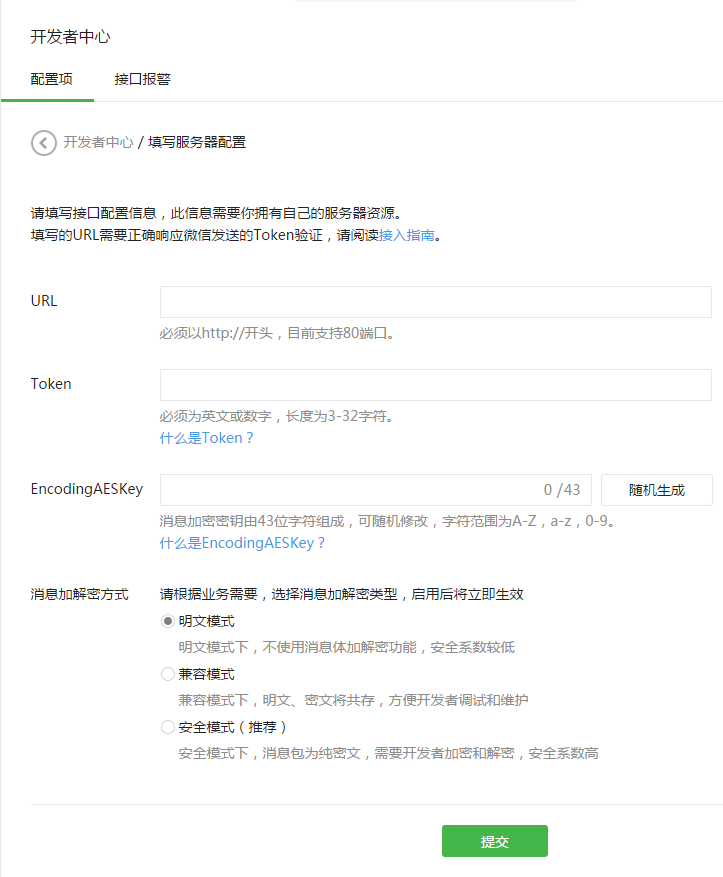 开发者中心
配置项 接口报警
开发者中心 / 填写服务器配置
请填写接口配置信息，此信息需要你拥有自己的服务器资源。
填写的URL需要正确响应微信发送的Token验证，请阅读接入指南。
URL
必须以http://开头，目前支持80端口。
Token
必须为英文或数字，长度为3-32字符。
什么是Token？
EncodingAESKey 0 /43 随机生成
消息加密密钥由43位字符组成，可随机修改，字符范围为A-Z，a-z，0-9。
什么是EncodingAESKey？
消息加解密方式 请根据业务需要，选择消息加解密类型，启用后将立即生效
明文模式
明文模式下，不使用消息体加解密功能，安全系数较低
兼容模式
兼容模式下，明文、密文将共存，方便开发者调试和维护
安全模式（推荐）
安全模式下，消息包为纯密文，需要开发者加密和解密，安全系数高
提交